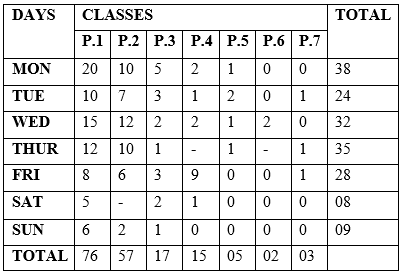 DAYS CLASSES TOTAL
P.1 P.2 P.3 P.4 P.5 P.6 P.7
MON 20 10 5 2 1 0 0 38
TUE 10 7 3 1 2 0 1 24
WED 15 12 2 2 1 2 0 32
THUR 12 10 1 - 1 - 1 35
FRI 8 6 3 9 0 0 1 28
SAT 5 - 2 1 0 0 0 08
SUN 6 2 1 0 0 0 0 09
TOTAL 76 57 17 15 05 02 03